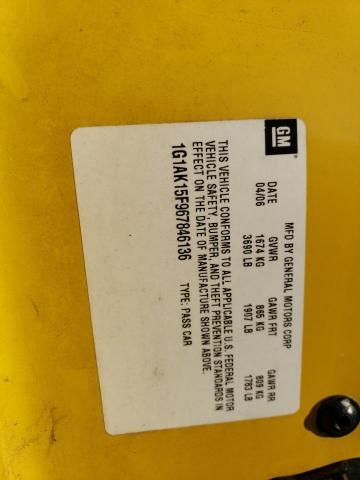 GM
MFD BY GENERAL MOTORS CORP
DATE GVWR GAWR FRT GAWR RR
04/06 1674 KG 865 KG 809 KG
3690 LB 1907 LB 1783 LB
THIS VEHICLE CONFORMS TO ALL APPLICABLE U.S. FEDERAL MOTOR
VEHICLE SAFETY, BUMPER, AND THEFT PREVENTION STANDARDS IN
EFFECT ON THE DATE OF MANUFACTURE SHOWN ABOVE.
1G1AK15F967846136 TYPE: PASS CAR